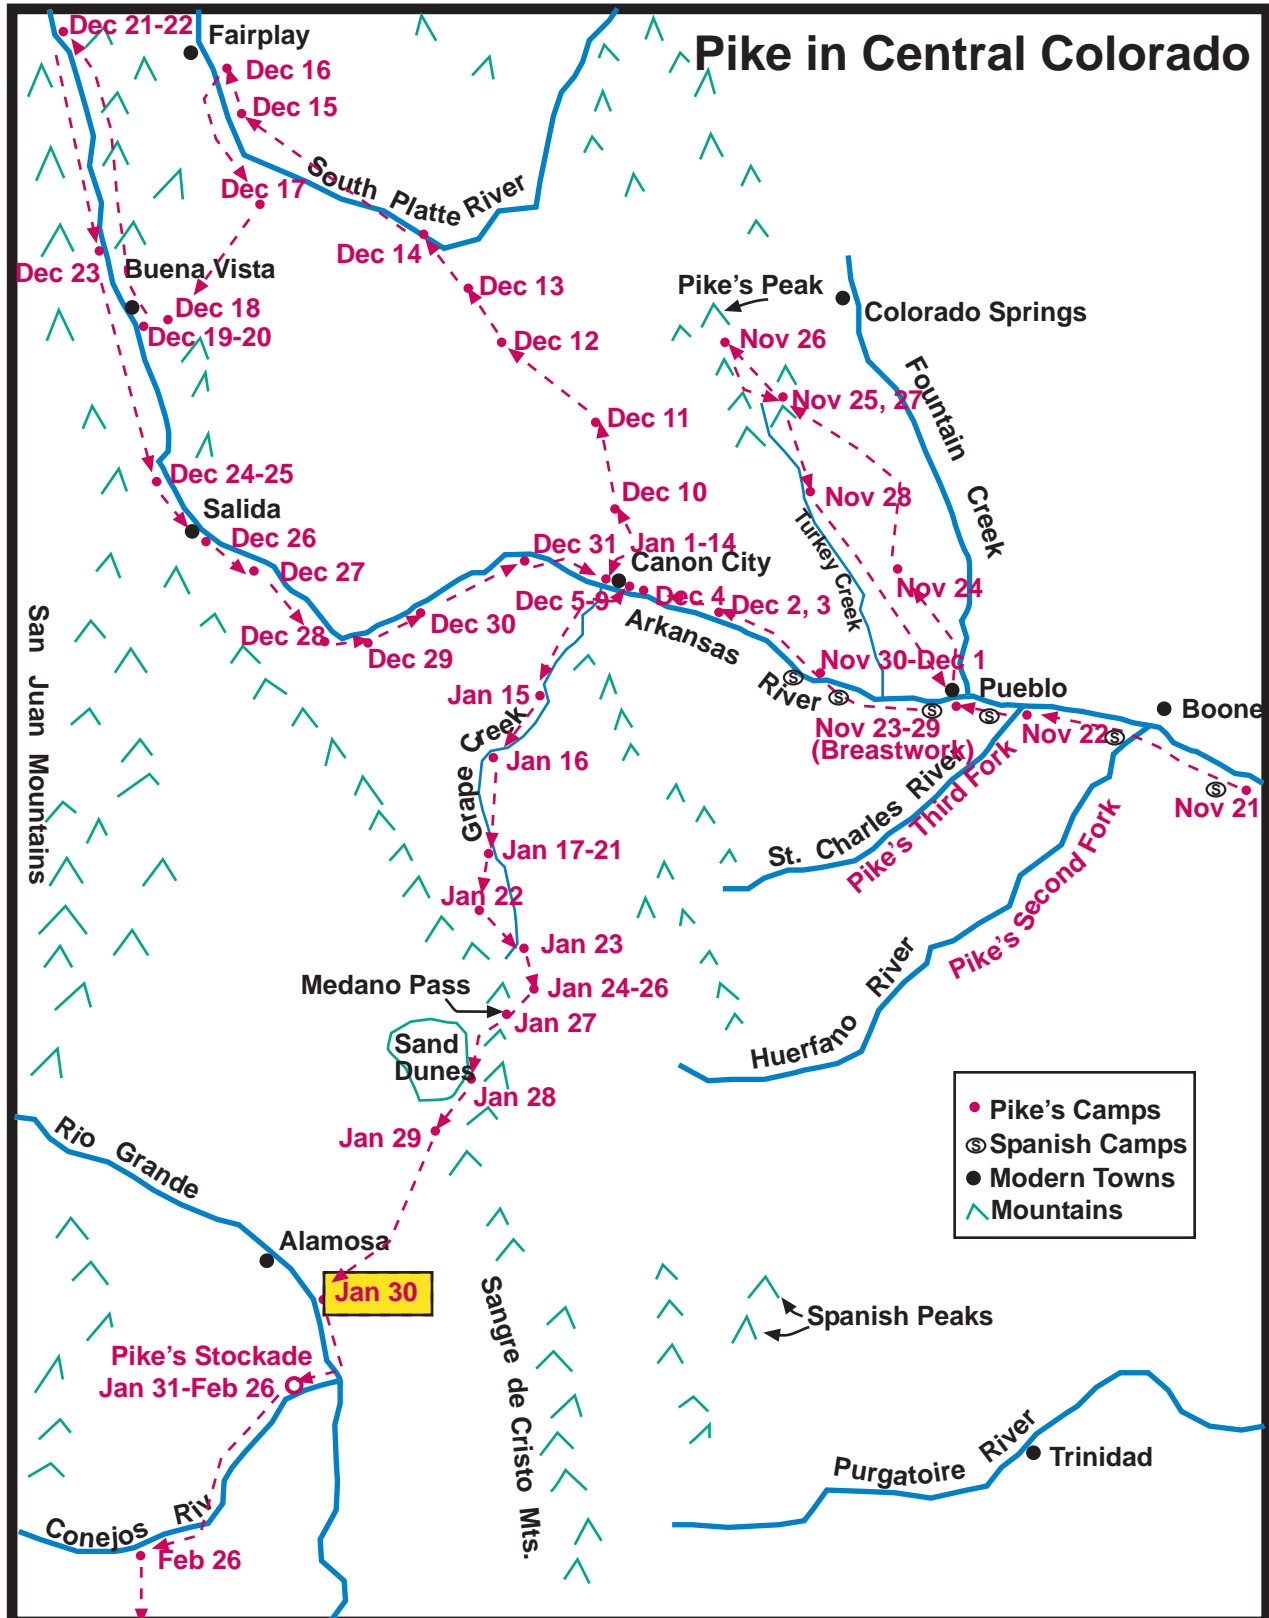 Pike in Central Colorado
Dec 21-22
Fairplay
Dec 16
Dec 15
South Platte River
Dec 17
Dec 14
Dec 23
Buena Vista
Dec 13
Pike's Peak
Dec 18
Colorado Springs
Dec 19-20
Dec 12
Nov 26
Fountain Creek
Nov 25, 27
Dec 11
Dec 24-25
Dec 10
Nov 28
Salida
Turkey Creek
Dec 26
Dec 31
Jan 1-14
Canon City
Dec 27
Nov 24
Dec 5-9
Dec 4
Dec 2, 3
San Juan Mountains
Dec 28
Dec 30
Arkansas River
Dec 29
Nov 30-Dec 1
Jan 15
S
S
Pueblo
S
S
S
S
Boone
Nov 23-29
(Breastwork)
Nov 22
Grape Creek
Jan 16
Nov 21
St. Charles River
Pike's Third Fork
Jan 17-21
Pike's Second Fork
Jan 22
Jan 23
Medano Pass
Jan 24-26
Jan 27
Huerfano River
Sand
Dunes
Jan 28
Jan 29
Pike's Camps
S Spanish Camps
Modern Towns
Mountains
Rio Grande
Alamosa
Jan 30
Sangre de Cristo Mts.
Spanish Peaks
Pike's Stockade
Jan 31-Feb 26
Purgatoire River
Trinidad
Conejos Riv
Feb 26